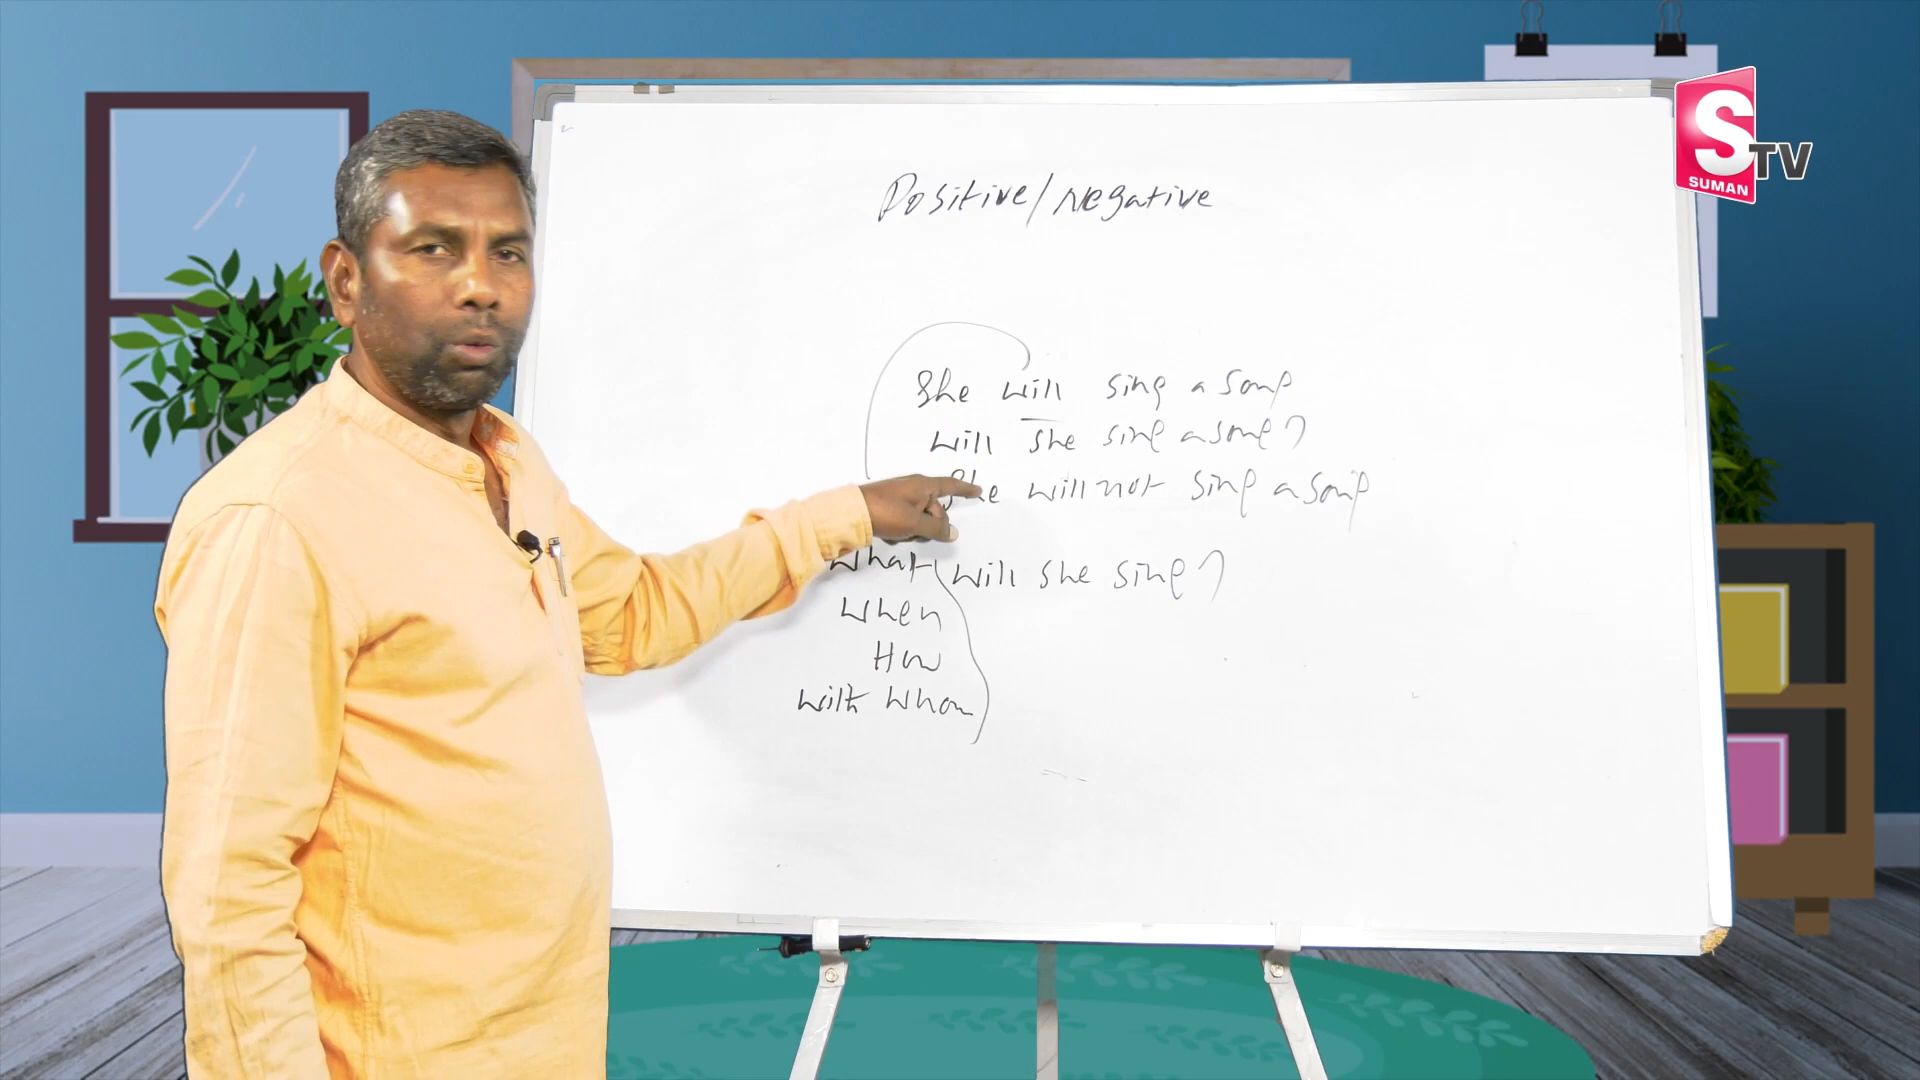 Positive/Negative
She will sing a song
will she sing a song?
She will not sing a song
what will she sing?
when
How
with whom
S TV
SUMAN